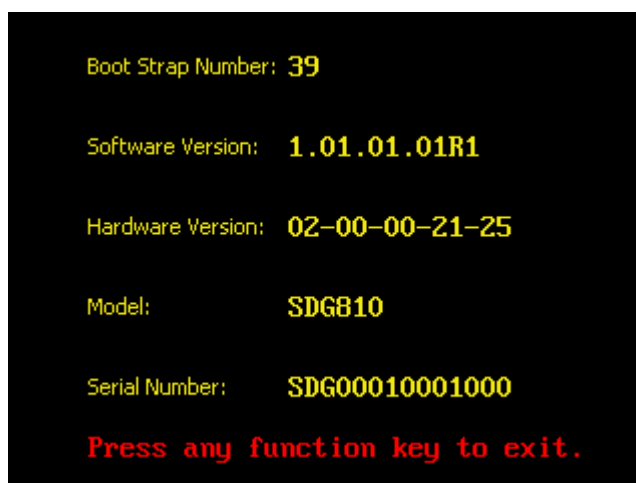 Boot Strap Number: 39
Software Version: 1.01.01.01R1
Hardware Version: 02-00-00-21-25
Model: SDG810
Serial Number: SDG00010001000
Press any function key to exit.